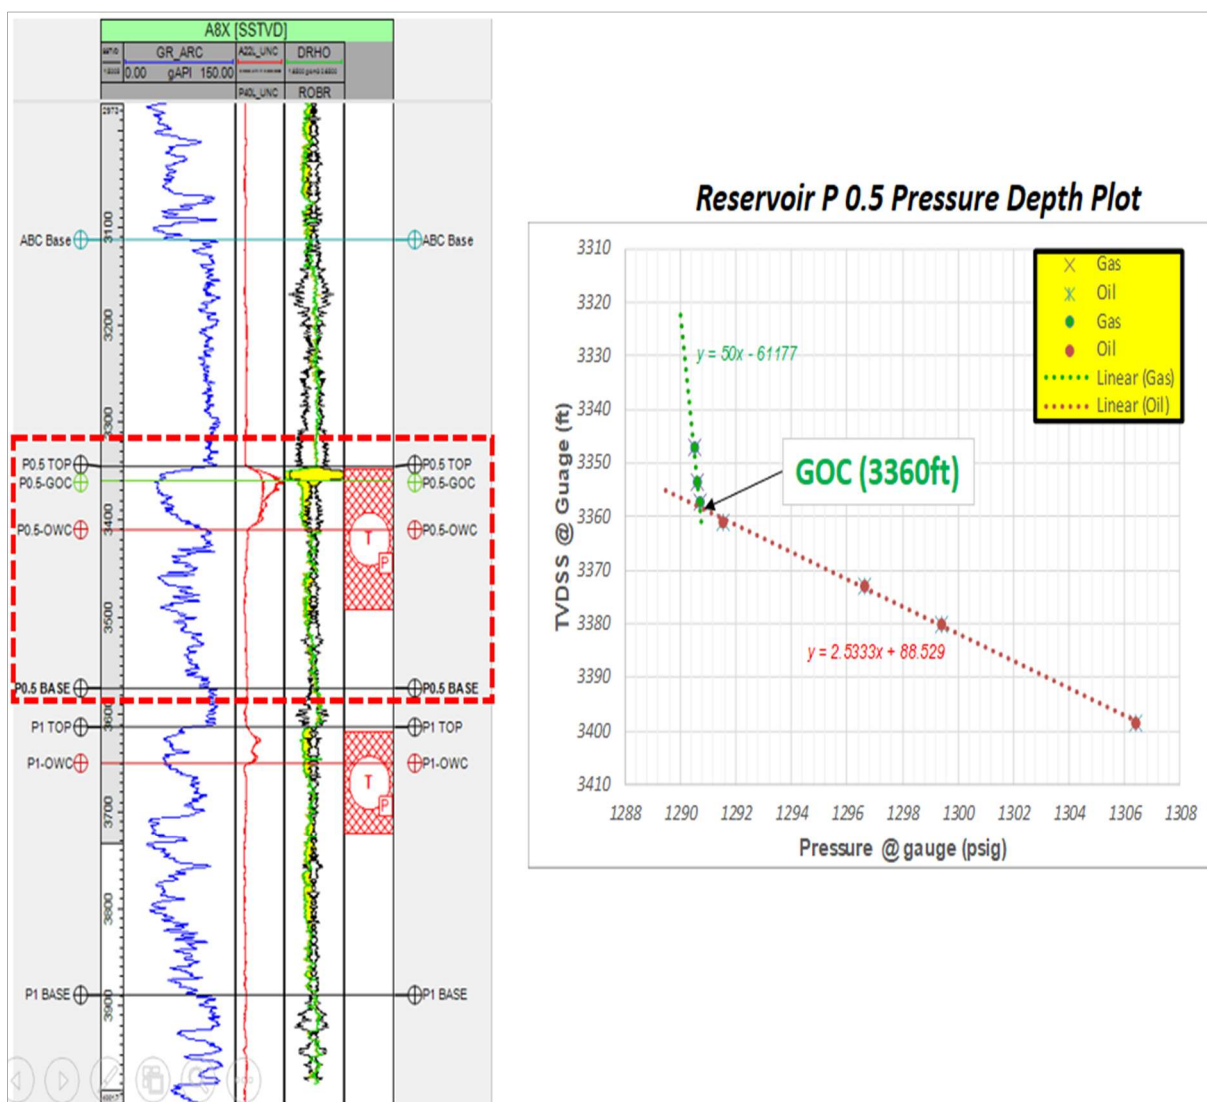 A8X [SSTVD]
GR_ARC
A22L_UNC
DRHO
0.00 gAPI 150.00
P40L_UNC
ROBR
ABC Base
ABC Base
3100
3200
3300
P0.5 TOP
P0.5 TOP
P0.5-GOC
P0.5-GOC
3400
P0.5-OWC
P0.5-OWC
T
P
3500
P0.5 BASE
P0.5 BASE
3600
P1 TOP
P1 TOP
P1-OWC
P1-OWC
T
P
3700
3800
P1 BASE
P1 BASE
3900
Reservoir P 0.5 Pressure Depth Plot
TVDSS @ Guage (ft)
3310
3320
3330
3340
3350
3360
3370
3380
3390
3400
3410
Gas
Oil
Gas
Oil
Linear (Gas)
Linear (Oil)
y = 50x - 61177
GOC (3360ft)
y = 2.5333x + 88.529
1288 1290 1292 1294 1296 1298 1300 1302 1304 1306 1308
Pressure @ gauge (psig)